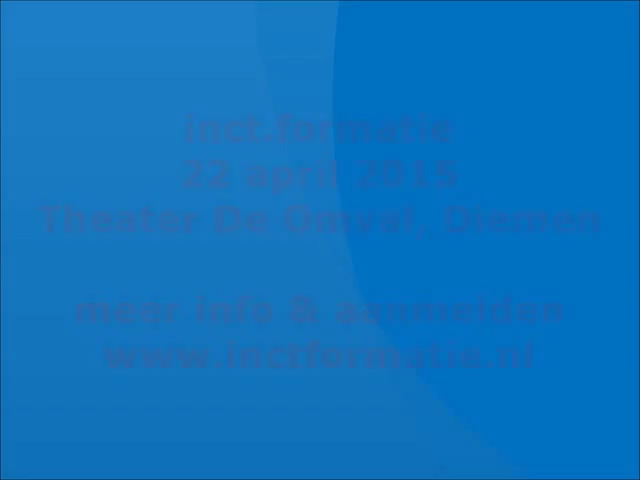 inct.formatie
22 april 2015
Theater De Omval, Diemen
meer info & aanmelden
www.inctformatie.nl